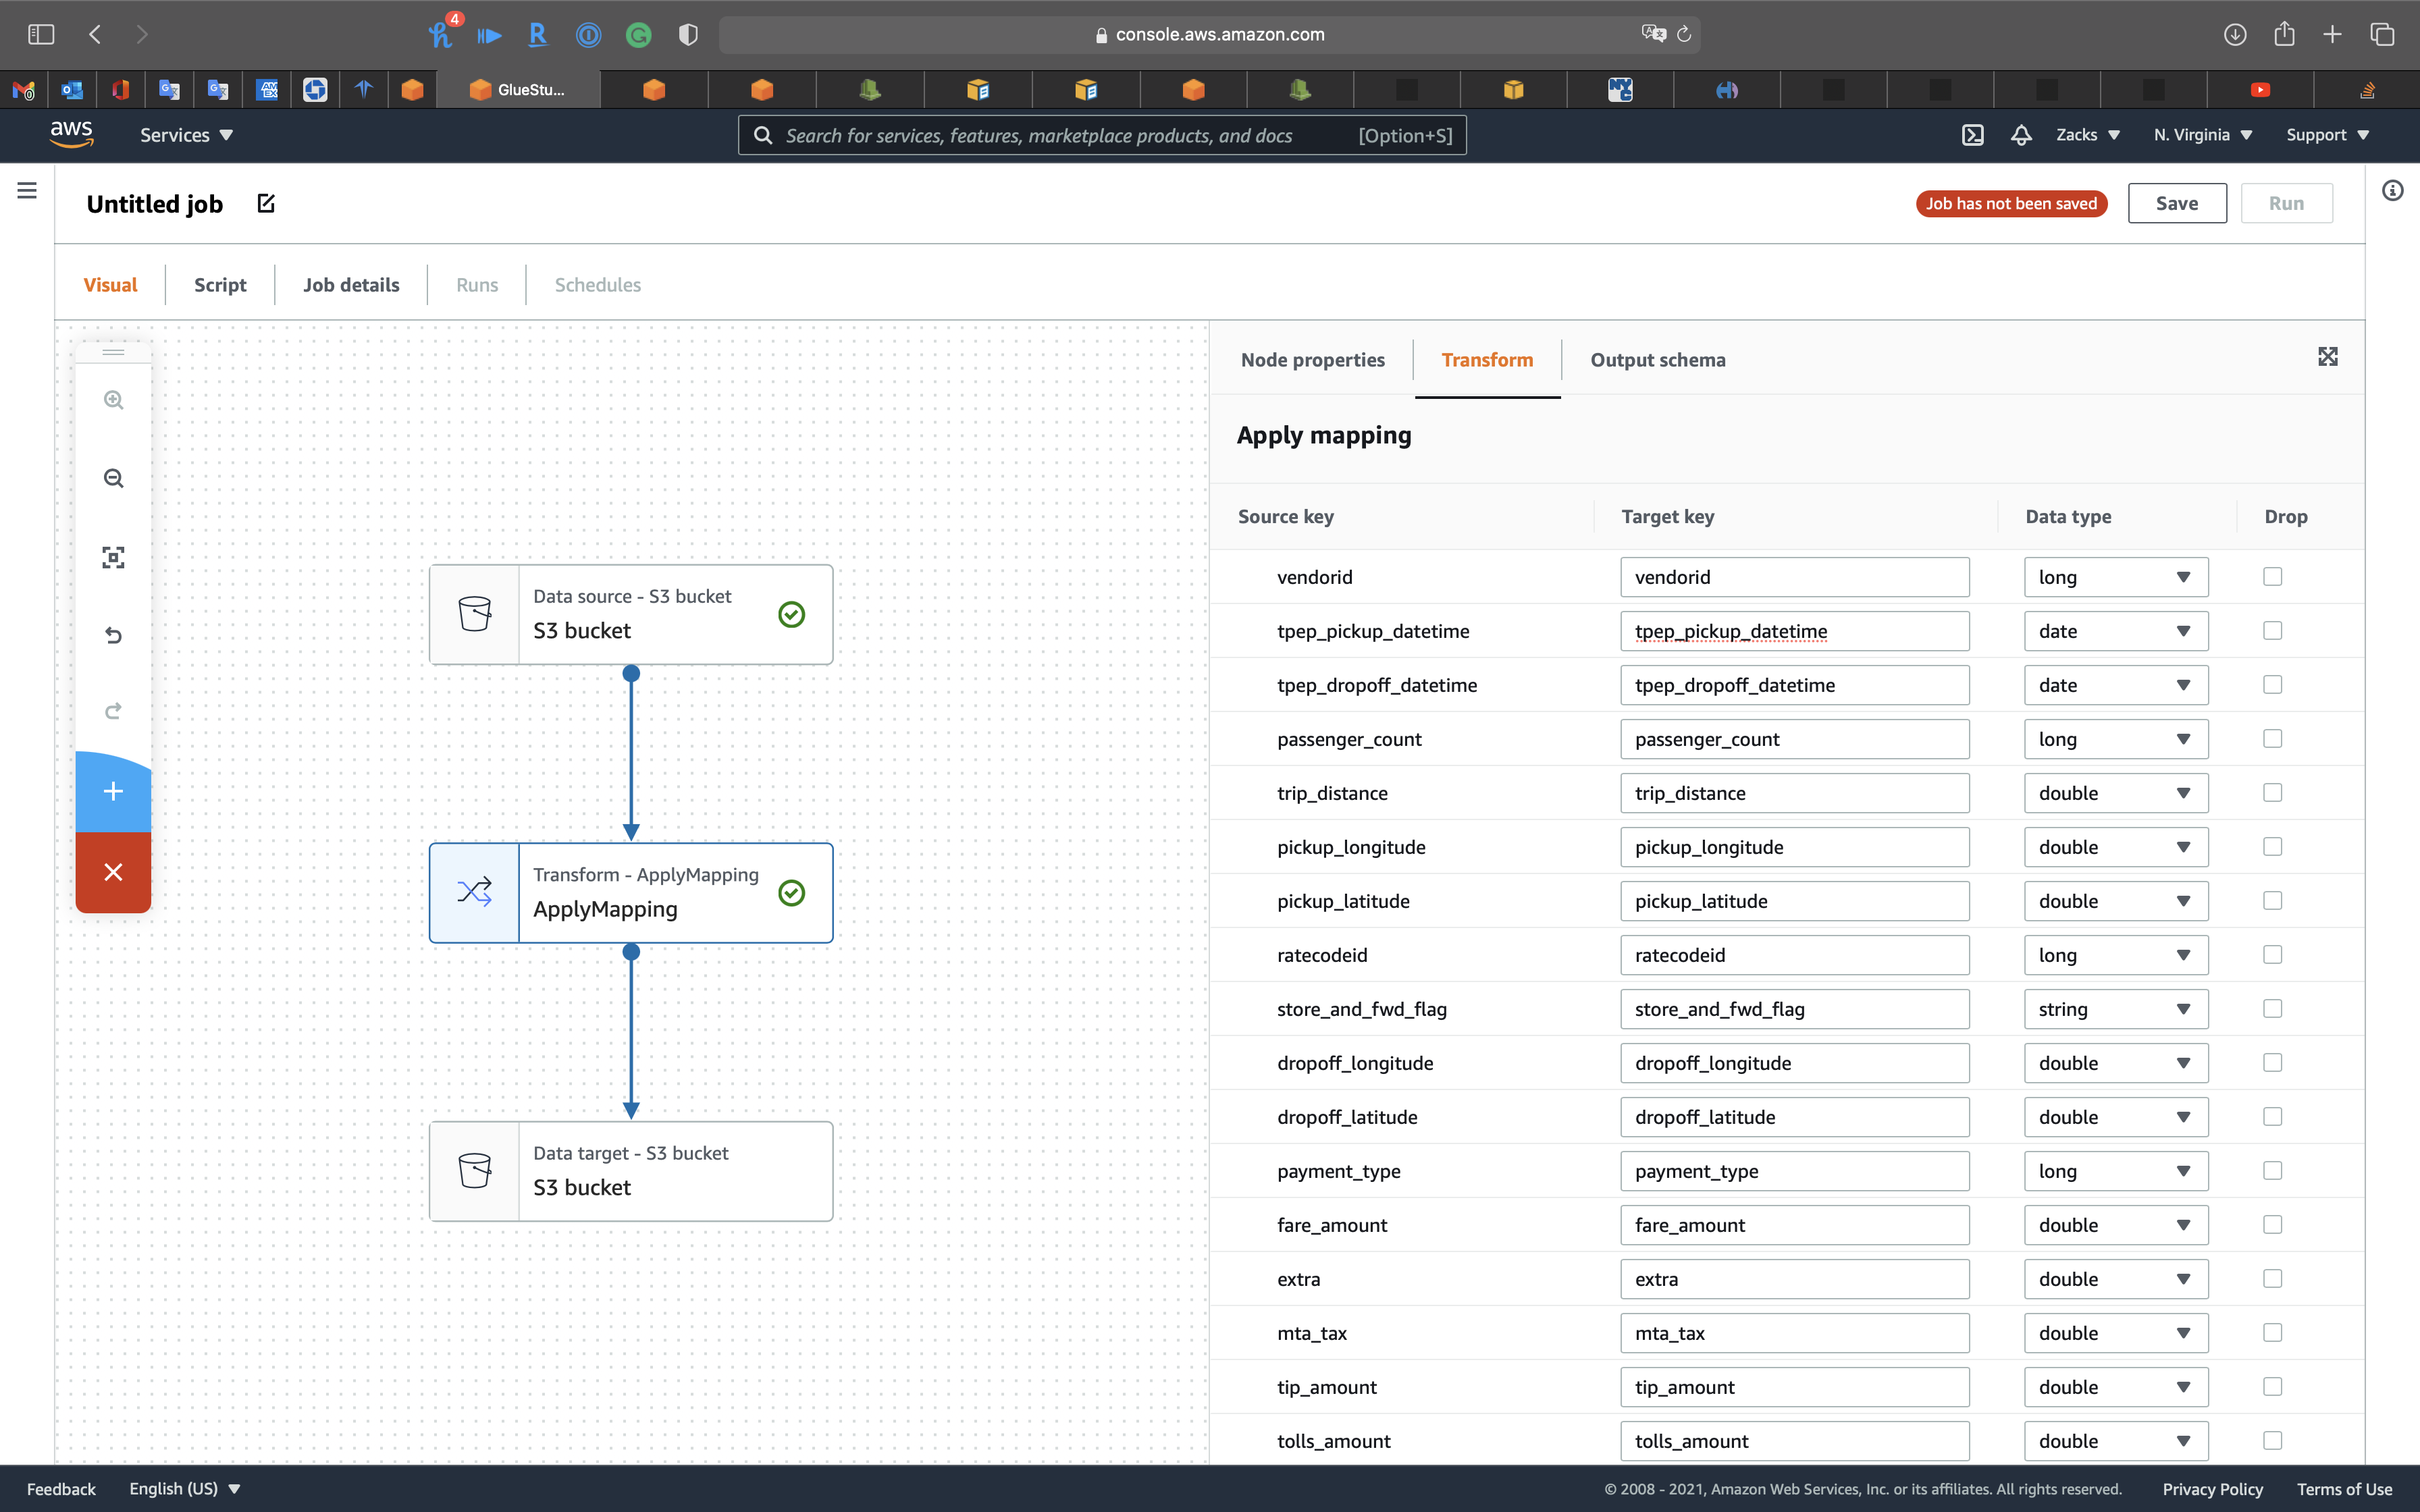 4
console.aws.amazon.com
GlueStu...
aws Services Search for services, features, marketplace products, and docs [Option+S] Zacks N. Virginia Support
Untitled job
Job has not been saved Save Run
Visual Script Job details Runs Schedules
Node properties Transform Output schema
Apply mapping
Source key Target key Data type Drop
vendorid vendorid long
tpep_pickup_datetime tpep_pickup_datetime date
tpep_dropoff_datetime tpep_dropoff_datetime date
passenger_count passenger_count long
trip_distance trip_distance double
pickup_longitude pickup_longitude double
pickup_latitude pickup_latitude double
ratecodeid ratecodeid long
store_and_fwd_flag store_and_fwd_flag string
dropoff_longitude dropoff_longitude double
dropoff_latitude dropoff_latitude double
payment_type payment_type long
fare_amount fare_amount double
extra extra double
mta_tax mta_tax double
tip_amount tip_amount double
tolls_amount tolls_amount double
Data source - S3 bucket
S3 bucket
Transform - ApplyMapping
ApplyMapping
Data target - S3 bucket
S3 bucket
Feedback English (US) © 2008 - 2021, Amazon Web Services, Inc. or its affiliates. All rights reserved. Privacy Policy Terms of Use